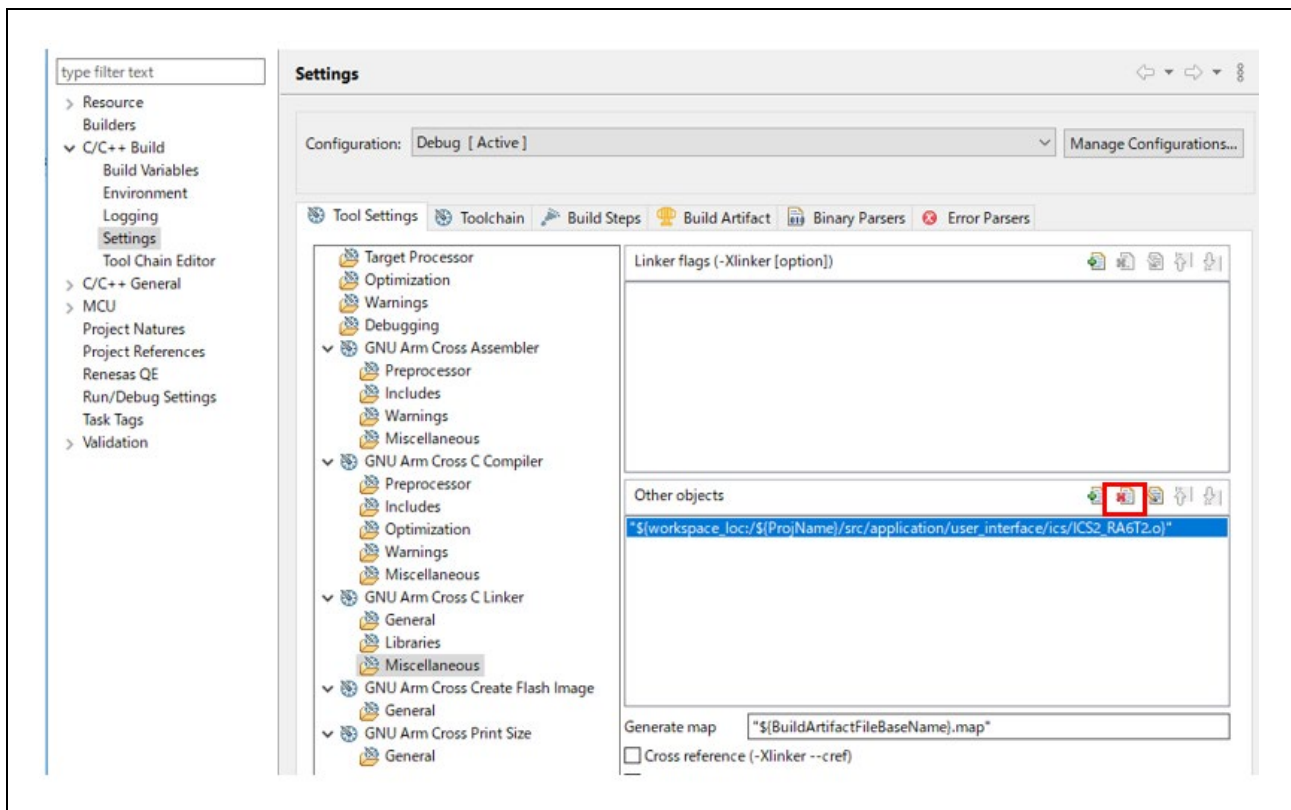 type filter text
Resource
Builders
C/C++ Build
Build Variables
Environment
Logging
Settings
Tool Chain Editor
C/C++ General
MCU
Project Natures
Project References
Renesas QE
Run/Debug Settings
Task Tags
Validation
Settings
Configuration: Debug [ Active ] Manage Configurations...
Tool Settings Toolchain Build Steps Build Artifact Binary Parsers Error Parsers
Target Processor
Optimization
Warnings
Debugging
GNU Arm Cross Assembler
Preprocessor
Includes
Warnings
Miscellaneous
GNU Arm Cross C Compiler
Preprocessor
Includes
Optimization
Warnings
Miscellaneous
GNU Arm Cross C Linker
General
Libraries
Miscellaneous
GNU Arm Cross Create Flash Image
General
GNU Arm Cross Print Size
General
Linker flags (-Xlinker [option])
Other objects
"${workspace_loc:/${ProjName}/src/application/user_interface/ics/ICS2_RA6T2.o}"
Generate map "${BuildArtifactFileBaseName}.map"
Cross reference (-Xlinker --cref)